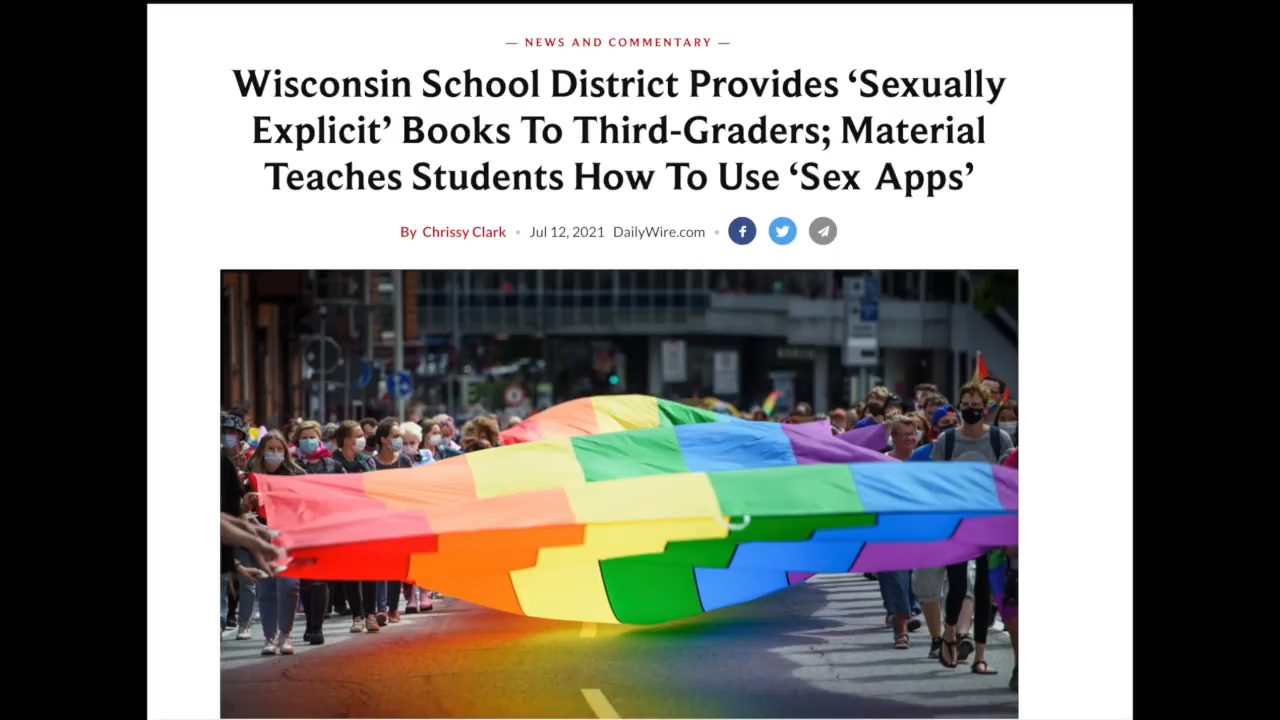 — NEWS AND COMMENTARY —
Wisconsin School District Provides ‘Sexually
Explicit’ Books To Third-Graders; Material
Teaches Students How To Use ‘Sex Apps’
By Chrissy Clark • Jul 12, 2021 DailyWire.com •